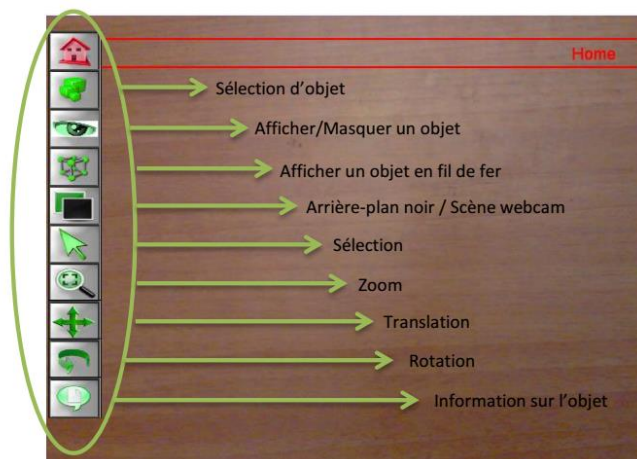 Home
Sélection d'objet
Afficher/Masquer un objet
Afficher un objet en fil de fer
Arrière-plan noir / Scène webcam
Sélection
Zoom
Translation
Rotation
Information sur l'objet